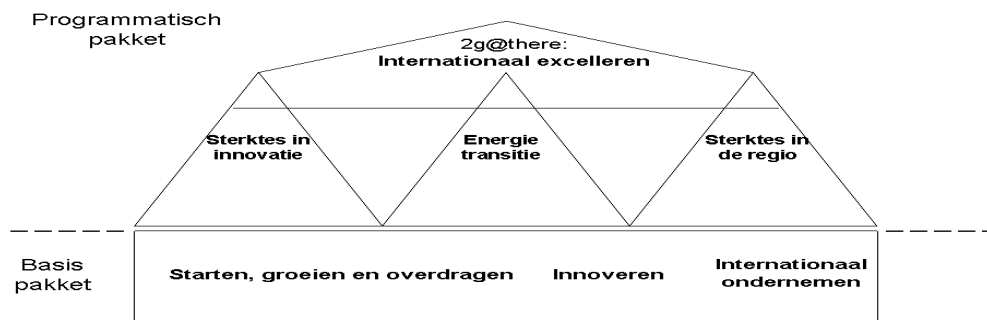 Programmatisch
pakket
2g@there:
Internationaal excelleren
Sterktes in
innovatie
Energie
transitie
Sterktes in
de regio
Basis
pakket
Starten, groeien en overdragen
Innoveren
Internationaal
ondernemen